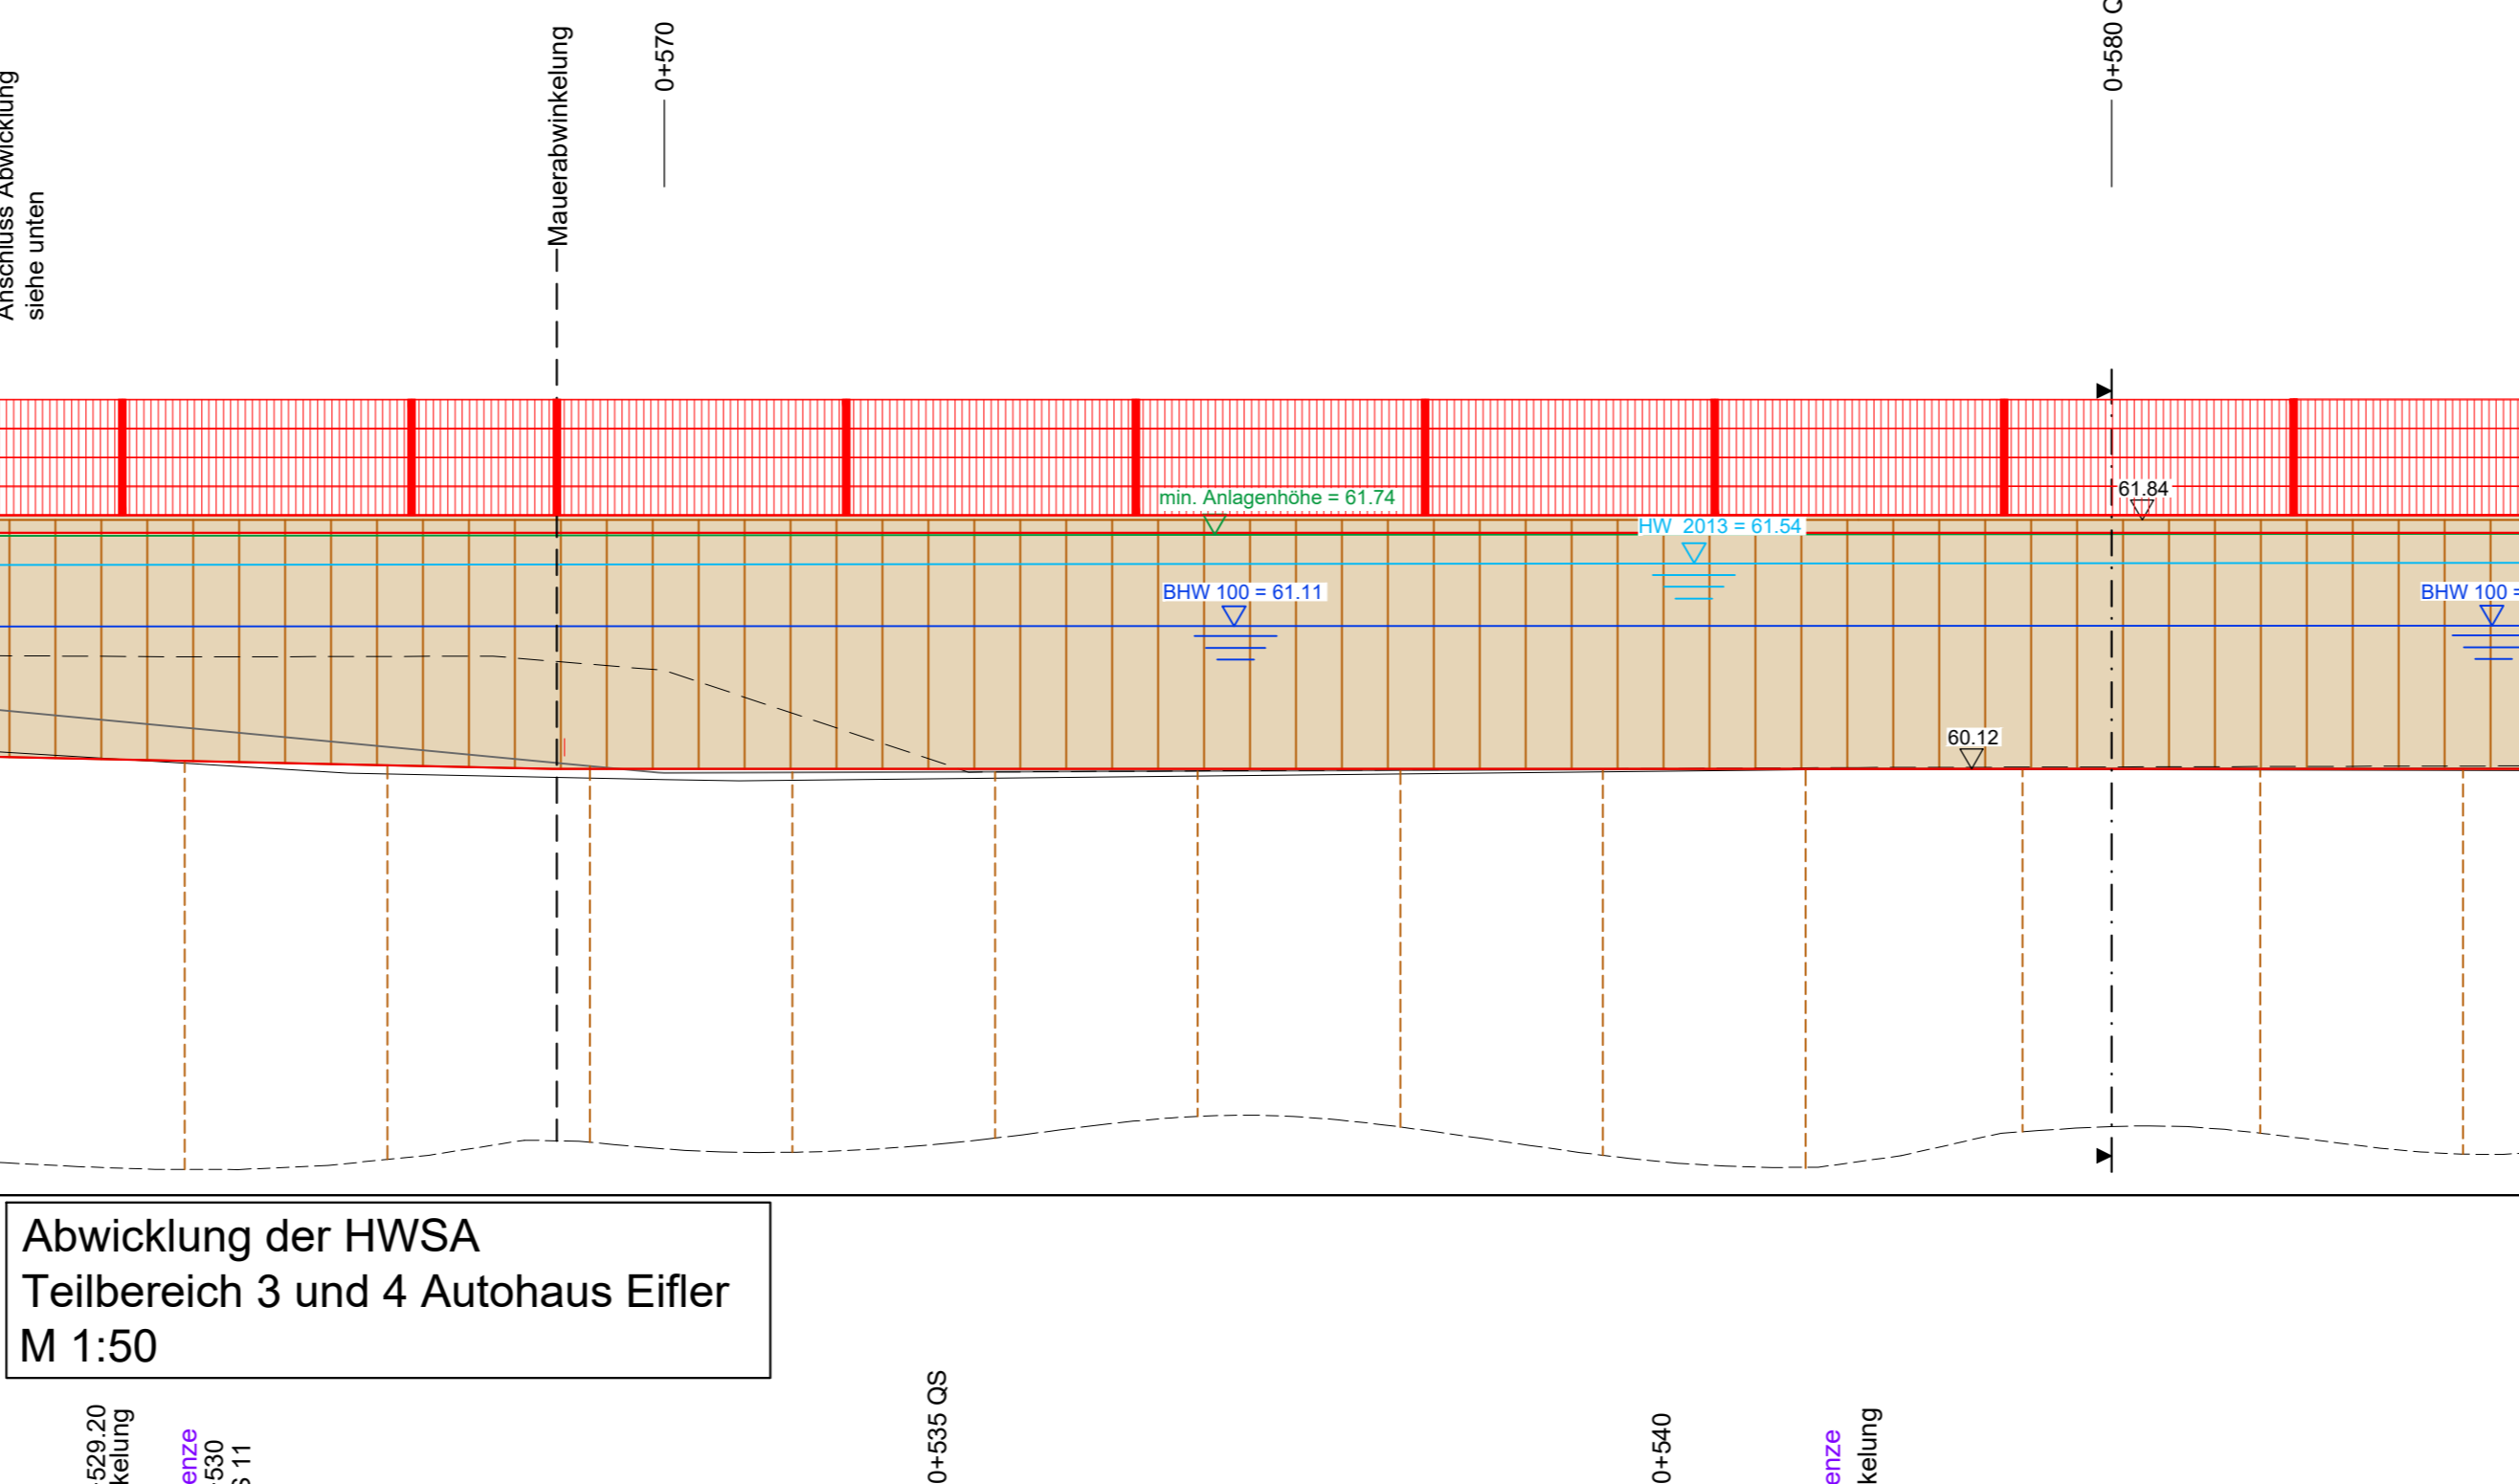 Anschluss Abwicklung
siehe unten
Mauerabwinkelung
0+570
0+580
min. Anlagenhöhe = 61.74
61.84
HW 2013 = 61.54
BHW 100 = 61.11
BHW 100 =
60.12
Abwicklung der HWSA
Teilbereich 3 und 4 Autohaus Eifler
M 1:50
529.20
kelung
enze
530
11
0+535 QS
0+540
enze
kelung